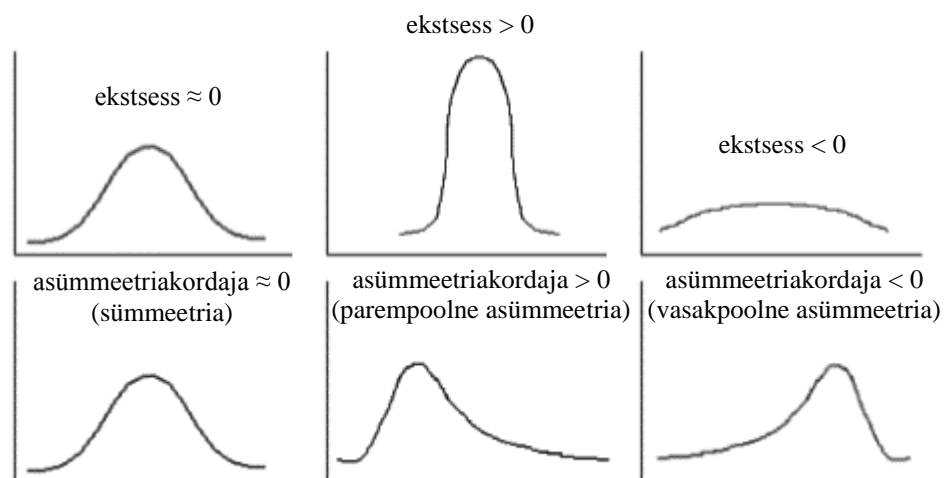 ekstsess > 0
ekstsess ≈ 0
ekstsess < 0
asümmeetriakordaja ≈ 0
(sümmeetria)
asümmeetriakordaja > 0
(parempoolne asümmeetria)
asümmeetriakordaja < 0
(vasakpoolne asümmeetria)